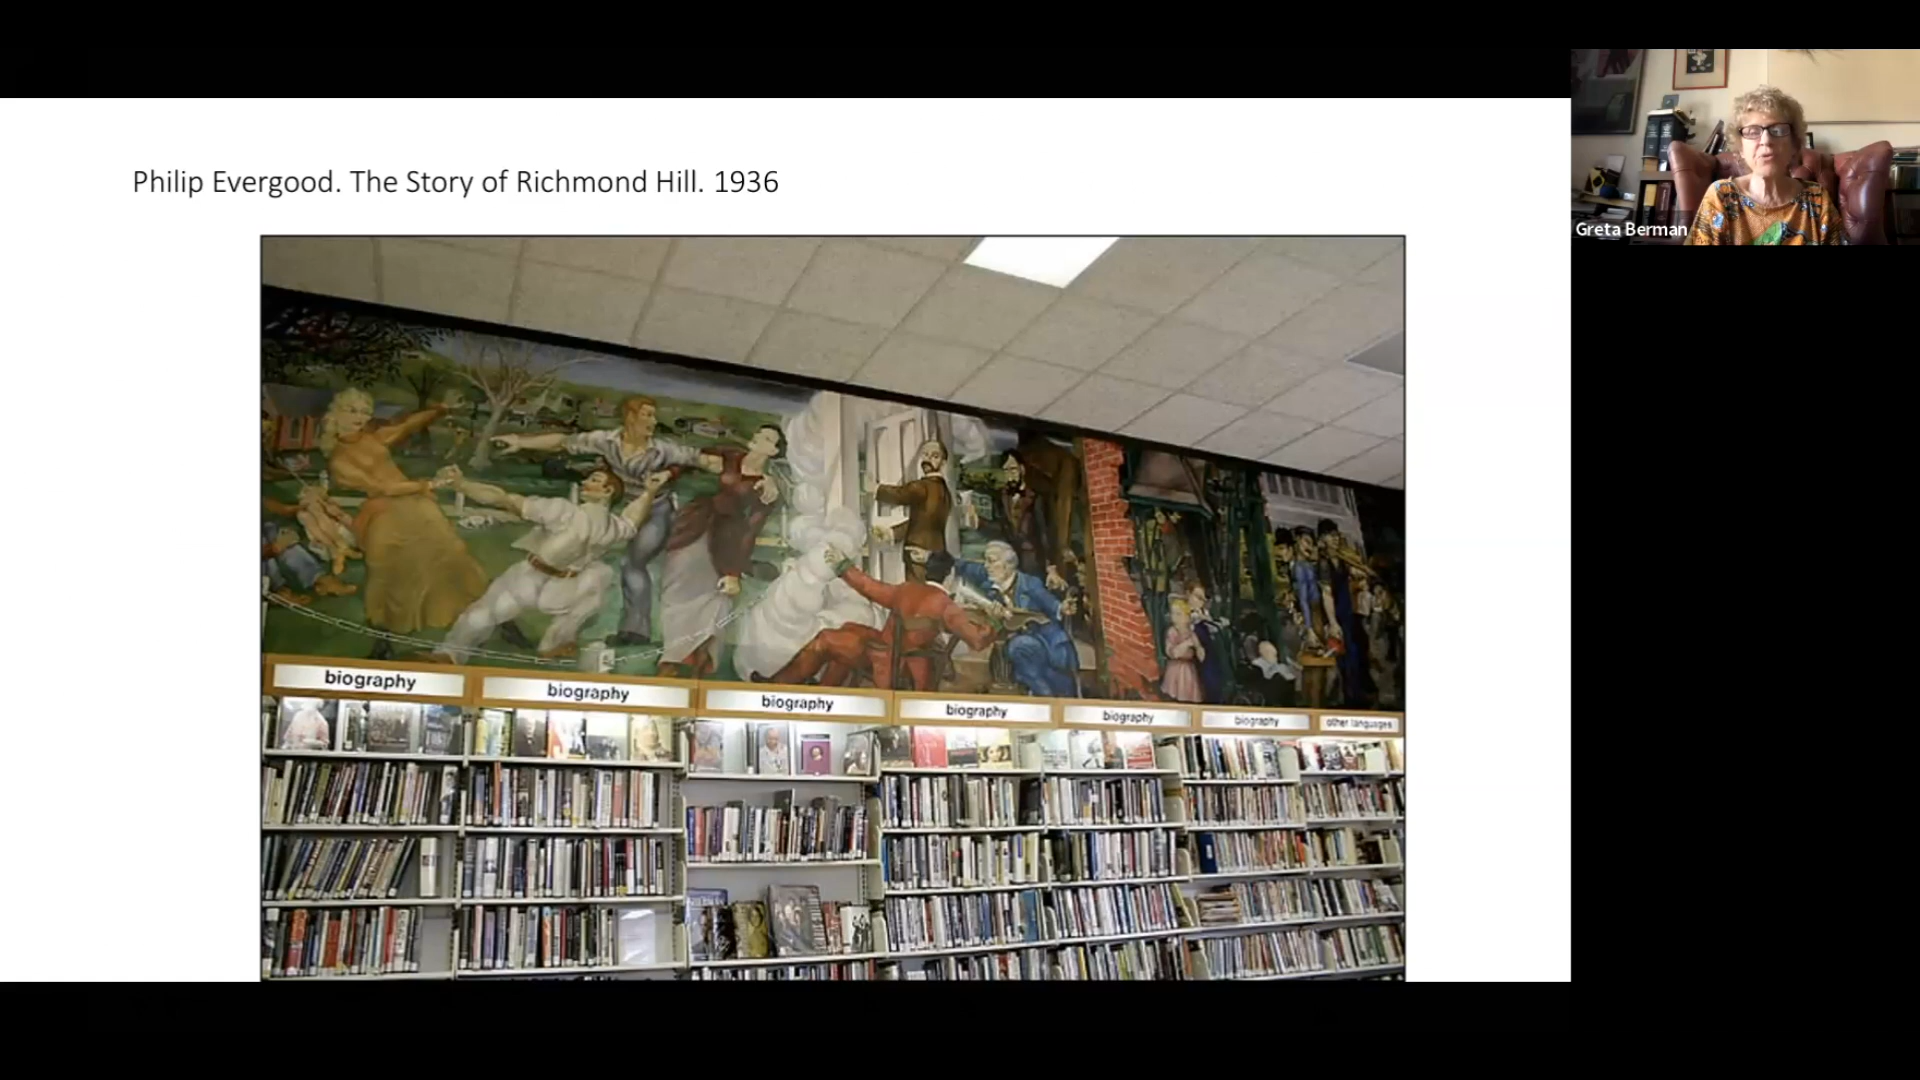 Philip Evergood. The Story of Richmond Hill. 1936
Greta Berman
biography
biography
biography
biography
biography
biography
other languages